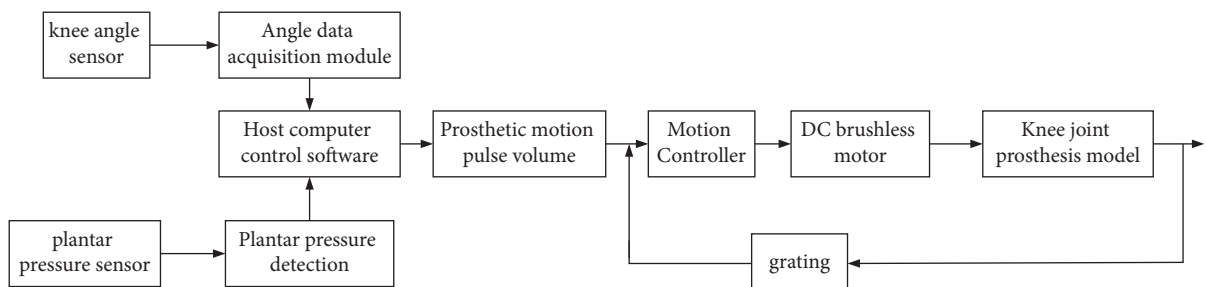 knee angle
sensor
Angle data
acquisition module
Host computer
control software
Prosthetic motion
pulse volume
Motion
Controller
DC brushless
motor
Knee joint
prosthesis model
plantar
pressure sensor
Plantar pressure
detection
grating